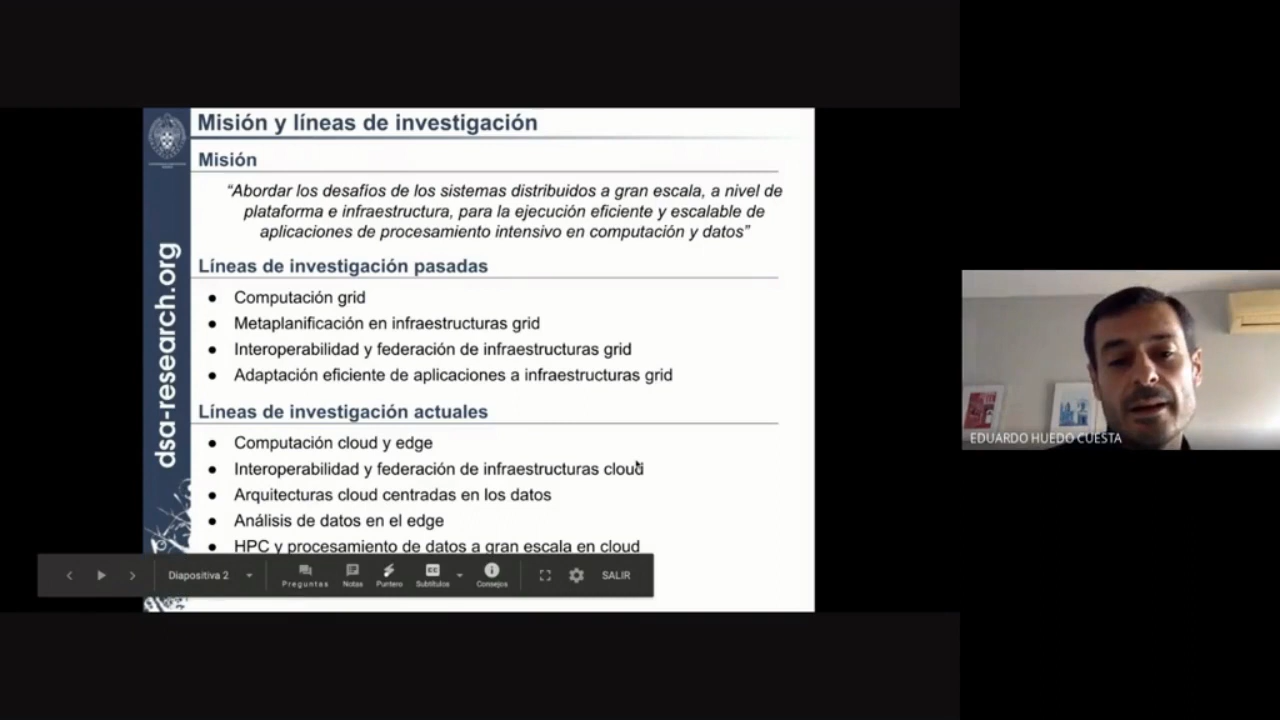 Misión y líneas de investigación
Misión
“Abordar los desafíos de los sistemas distribuidos a gran escala, a nivel de
plataforma e infraestructura, para la ejecución eficiente y escalable de
aplicaciones de procesamiento intensivo en computación y datos”
Líneas de investigación pasadas
● Computación grid
● Metaplanificación en infraestructuras grid
● Interoperabilidad y federación de infraestructuras grid
● Adaptación eficiente de aplicaciones a infraestructuras grid
Líneas de investigación actuales
● Computación cloud y edge
● Interoperabilidad y federación de infraestructuras cloud
● Arquitecturas cloud centradas en los datos
● Análisis de datos en el edge
● HPC y procesamiento de datos a gran escala en cloud
dsa-research.org
Diapositiva 2
Preguntas
Notas
Puntero
CC
Subtítulos
Consejos
SALIR
EDUARDO HUEDO CUESTA